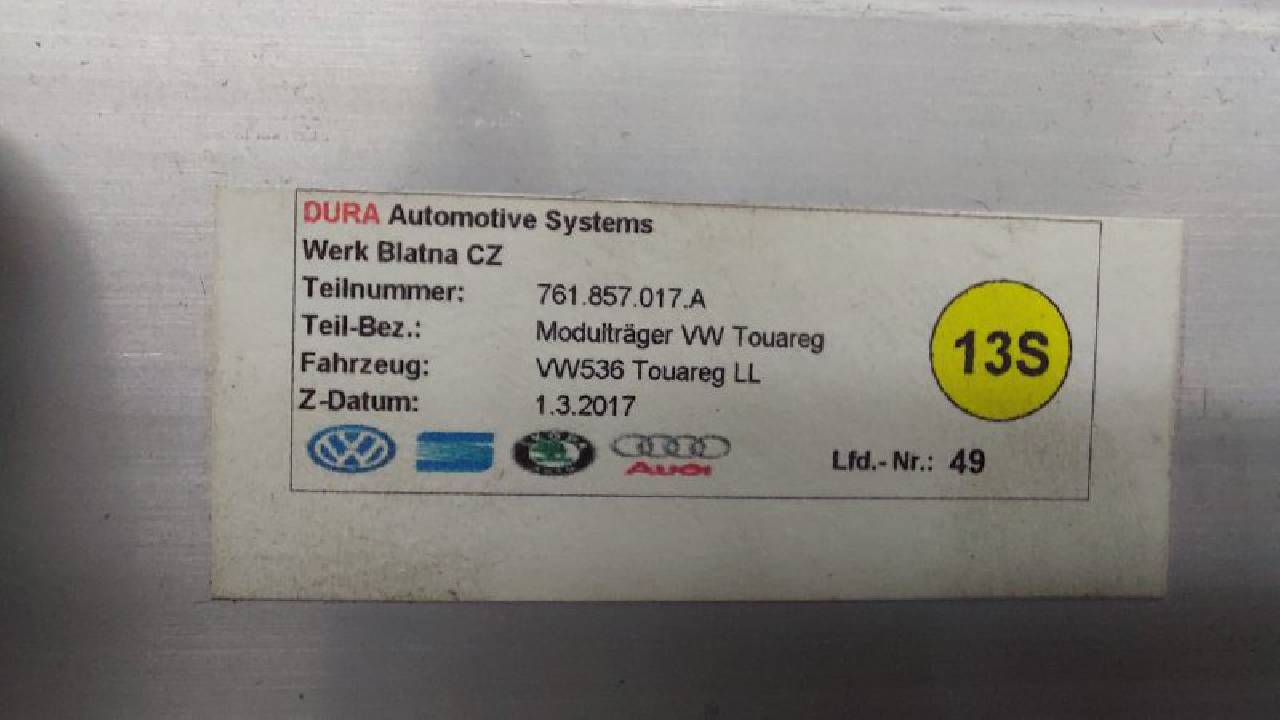 DURA Automotive Systems
Werk Blatna CZ
Teilnummer: 761.857.017.A
Teil-Bez.: Modulträger VW Touareg
Fahrzeug: VW536 Touareg LL
Z-Datum: 1.3.2017
13S
AUDI
Lfd.-Nr.: 49